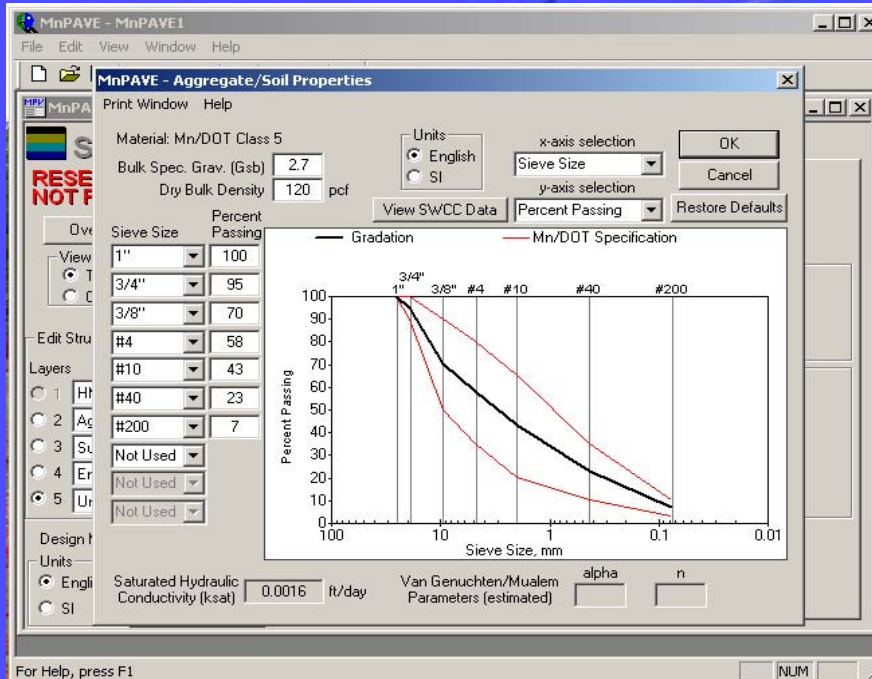 MnPAVE - MnPAVE1
File Edit View Window Help
MnPAVE - Aggregate/Soil Properties
Print Window Help
Material: Mn/DOT Class 5
Bulk Spec. Grav. (Gsb) 2.7
Dry Bulk Density 120 pcf
Units
English
SI
x-axis selection
Sieve Size
y-axis selection
Percent Passing
OK
Cancel
View SWCC Data
Restore Defaults
Sieve Size Percent Passing
1" 100
3/4" 95
3/8" 70
#4 58
#10 43
#40 23
#200 7
Not Used
Not Used
Not Used
Gradation Mn/DOT Specification
3/4"
1" 3/8" #4 #10 #40 #200
100
90
80
70
60
50
40
30
20
10
0
Percent Passing
100 10 1 0.1 0.01
Sieve Size, mm
Saturated Hydraulic Conductivity (ksat) 0.0016 ft/day
Van Genuchten/Mualem Parameters (estimated)
alpha n
MPV MnPA
S
RESE
NOT F
Ove
View
T
Edit Stru
Layers
1
2 Ag
3 Su
4 En
5
Design
Units
Engli
SI
For Help, press F1
NUM